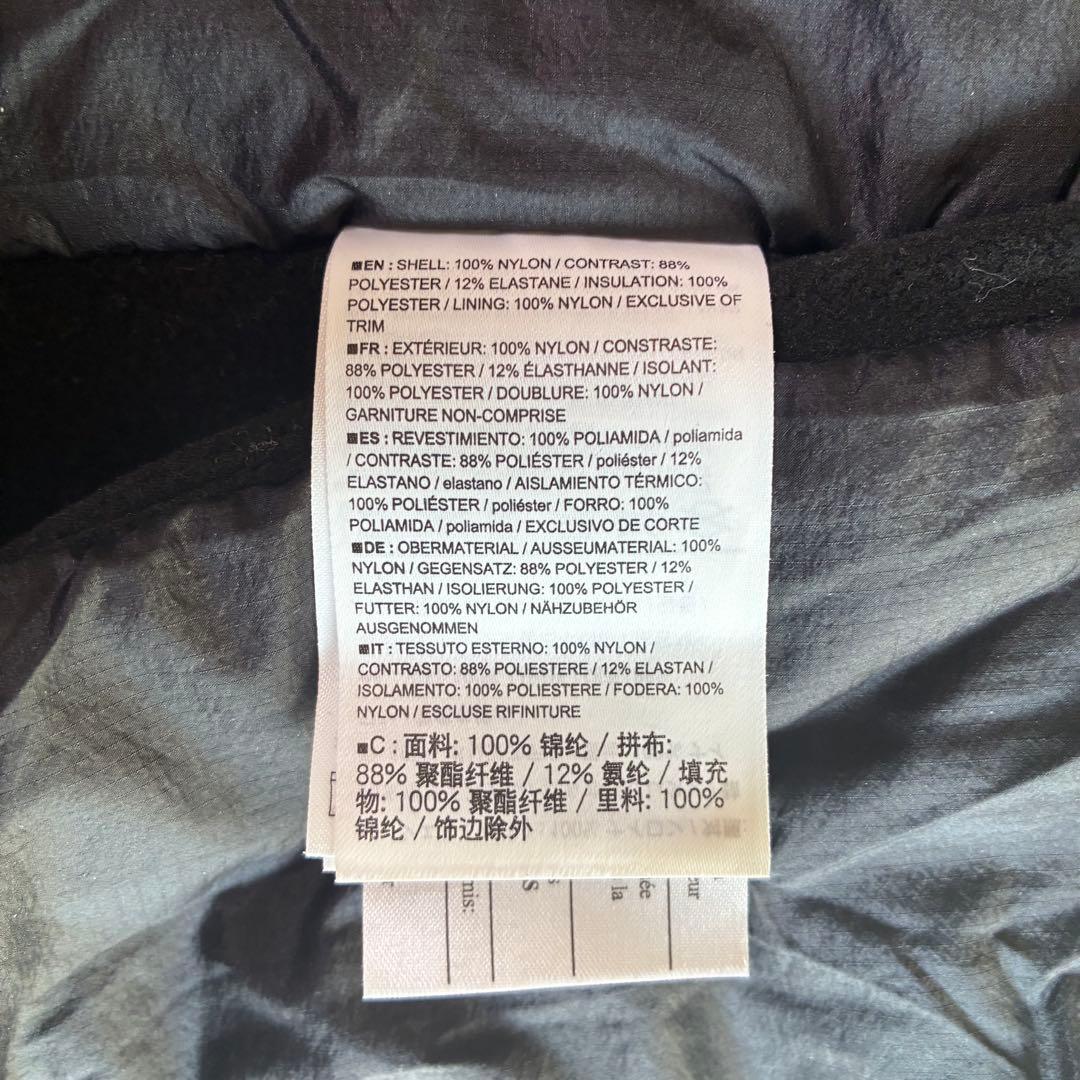 ■EN : SHELL: 100% NYLON / CONTRAST: 88%
POLYESTER / 12% ELASTANE / INSULATION: 100%
POLYESTER / LINING: 100% NYLON / EXCLUSIVE OF
TRIM
■FR : EXTÉRIEUR: 100% NYLON / CONSTRASTE:
88% POLYESTER / 12% ÉLASTHANNE / ISOLANT:
100% POLYESTER / DOUBLURE: 100% NYLON /
GARNITURE NON-COMPRISE
■ES : REVESTIMIENTO: 100% POLIAMIDA / poliamida
/ CONTRASTE: 88% POLIÉSTER / poliéster / 12%
ELASTANO / elastano / AISLAMIENTO TÉRMICO:
100% POLIÉSTER / poliéster / FORRO: 100%
POLIAMIDA / poliamida / EXCLUSIVO DE CORTE
■DE : OBERMATERIAL / AUSSEUMATERIAL: 100%
NYLON / GEGENSATZ: 88% POLYESTER / 12%
ELASTHAN / ISOLIERUNG: 100% POLYESTER /
FUTTER: 100% NYLON / NÄHZUBEHÖR
AUSGENOMMEN
■IT : TESSUTO ESTERNO: 100% NYLON /
CONTRASTO: 88% POLIESTERE / 12% ELASTAN /
ISOLAMENTO: 100% POLIESTERE / FODERA: 100%
NYLON / ESCLUSE RIFINITURE
■C : 面料: 100% 锦纶 / 拼布:
88% 聚酯纤维 / 12% 氨纶 / 填充
物: 100% 聚酯纤维 / 里料: 100%
锦纶 / 饰边除外
mis:
la